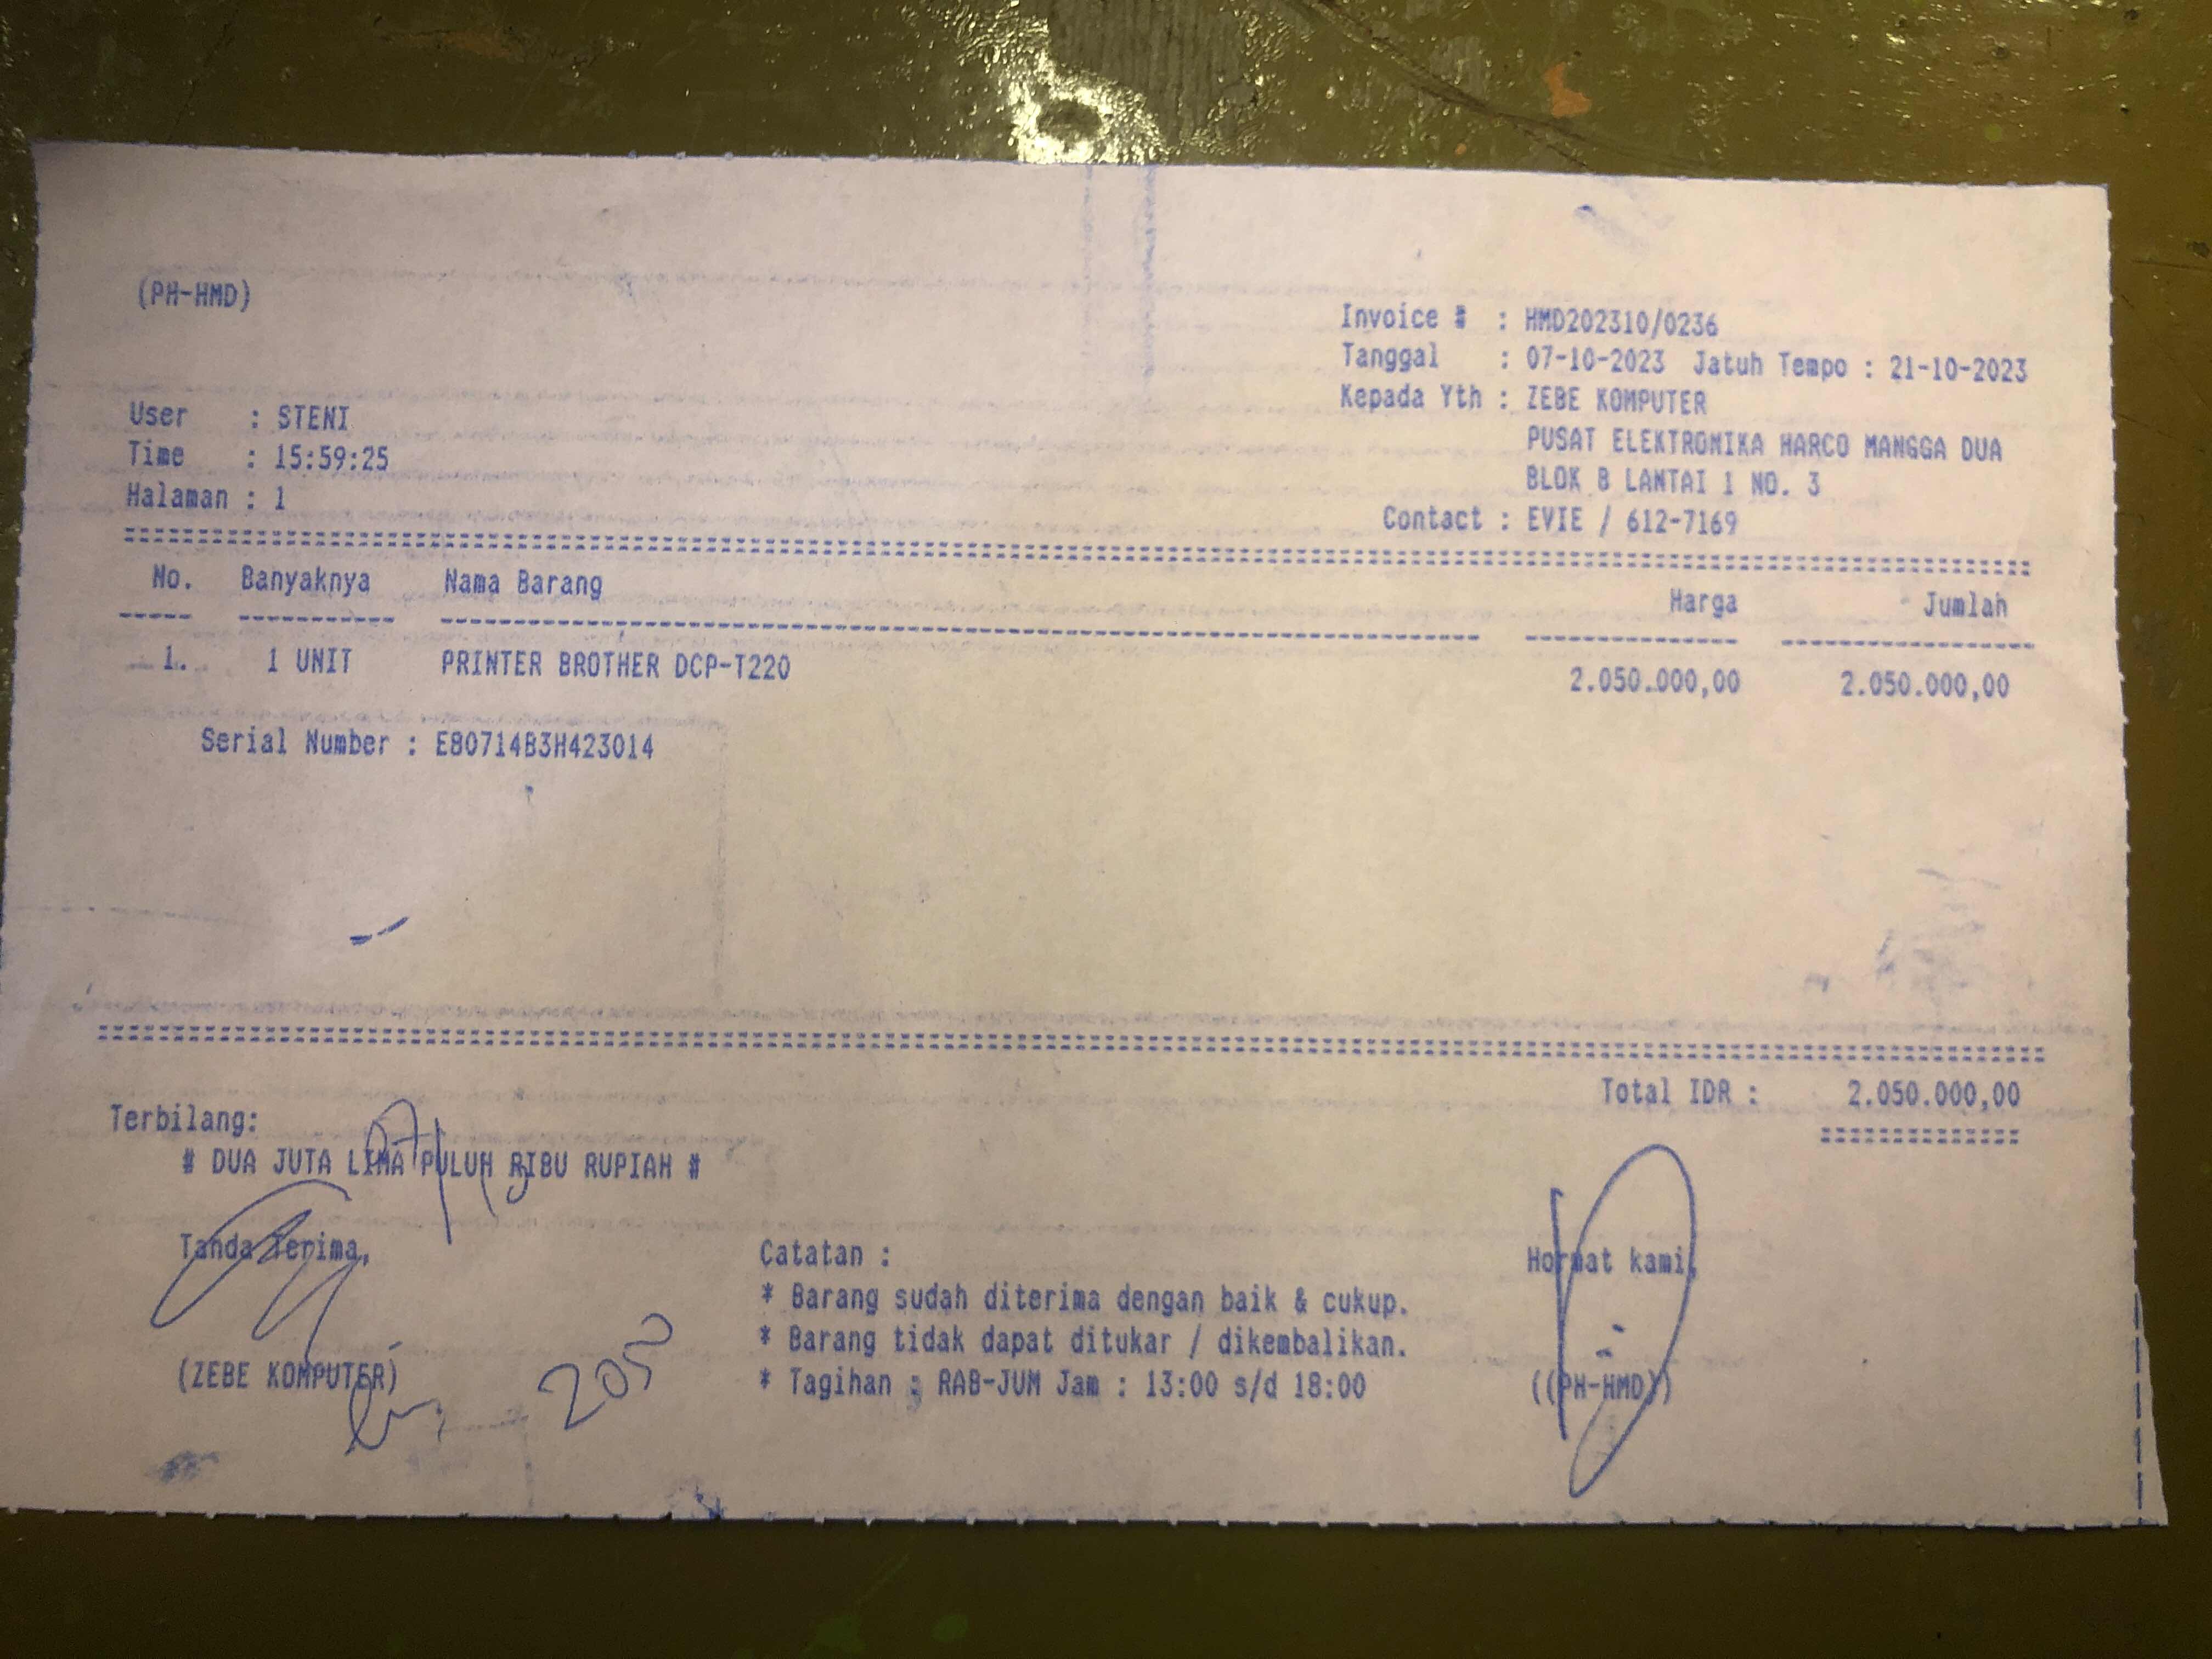 (PH-HMD)
Invoice # : HMD202310/0236
Tanggal : 07-10-2023 Jatuh Tempo : 21-10-2023
Kepada Yth : ZEBE KOMPUTER
PUSAT ELEKTRONIKA HARCO MANGGA DUA
BLOK B LANTAI 1 NO. 3
Contact : EVIE / 612-7169
User : STENI
Time : 15:59:25
Halaman : 1
No. Banyaknya Nama Barang Harga Jumlah
1. 1 UNIT PRINTER BROTHER DCP-T220 2.050.000,00 2.050.000,00
Serial Number : E80714B3H423014
Total IDR : 2.050.000,00
Terbilang:
# DUA JUTA LIMA PULUH RIBU RUPIAH #
Tanda Terima,
(ZEBE KOMPUTER)
205
Catatan :
* Barang sudah diterima dengan baik & cukup.
* Barang tidak dapat ditukar / dikembalikan.
* Tagihan : RAB-JUM Jam : 13:00 s/d 18:00
Hormat kami,
((PH-HMD))